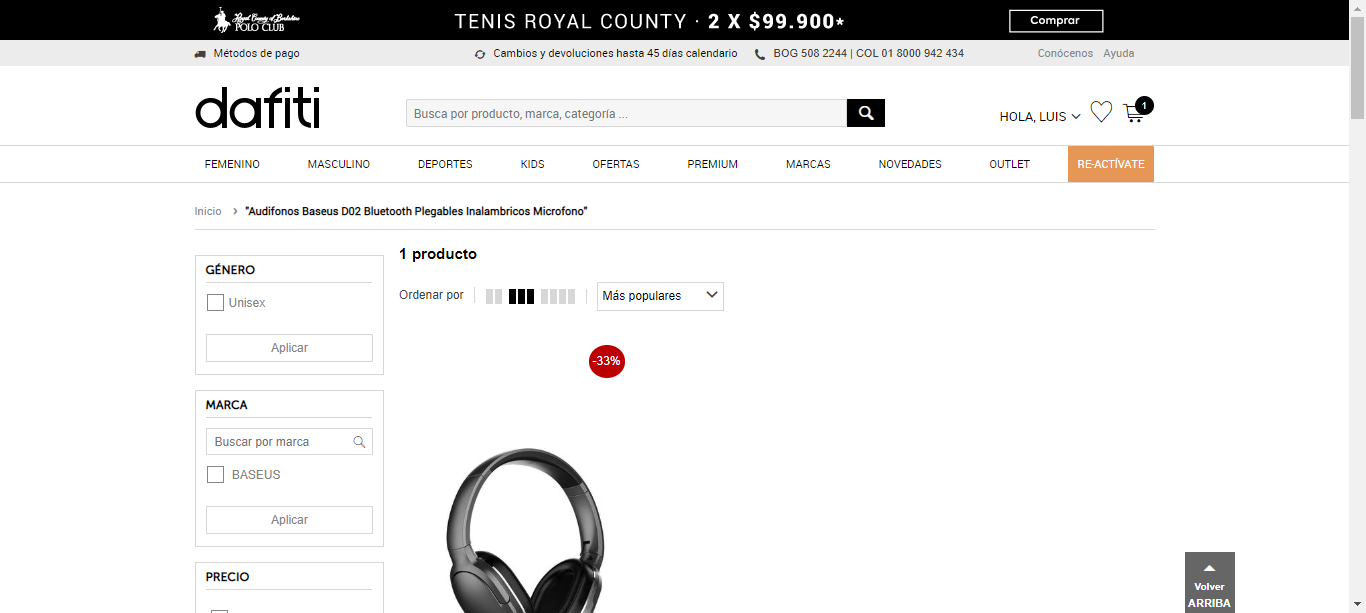 Royal County of Berkshire
POLO CLUB
TENIS ROYAL COUNTY · 2 X $99.900*
Comprar
Métodos de pago
Cambios y devoluciones hasta 45 días calendario
BOG 508 2244 | COL 01 8000 942 434
Conócenos Ayuda
dafiti
Busca por producto, marca, categoría ...
HOLA, LUIS
1
FEMENINO MASCULINO DEPORTES KIDS OFERTAS PREMIUM MARCAS NOVEDADES OUTLET RE-ACTÍVATE
Inicio › "Audifonos Baseus D02 Bluetooth Plegables Inalambricos Microfono"
1 producto
GÉNERO
Unisex
Aplicar
Ordenar por
Más populares
-33%
MARCA
Buscar por marca
BASEUS
Aplicar
PRECIO
Volver
ARRIBA